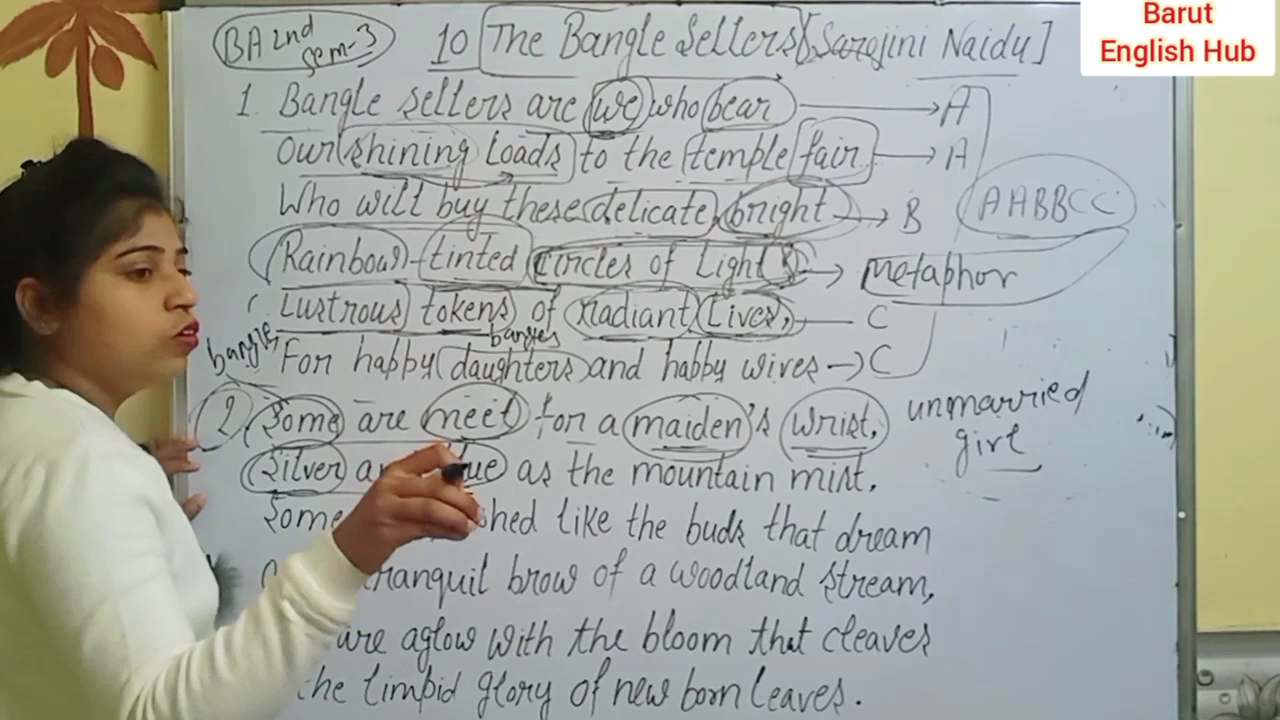 Barut
English Hub
BA 2nd
Sem-3
10 The Bangle Sellers [Sarojini Naidu]
1. Bangle sellers are we who bear → A
Our shining loads to the temple fair → A
Who will buy these delicate, bright → B
AABBCC
Rainbow-tinted circles of Light B → Metaphor
Lustrous tokens of radiant Lives, C
bangles
bangles
For happy daughters and happy wives → C
2 Some are meet for a maiden's wrist,
unmarried
girl
Silver and blue as the mountain mist,
Some shed like the buds that dream
tranquil brow of a woodland stream,
are aglow with the bloom that cleaves
the limpid glory of new born leaves.